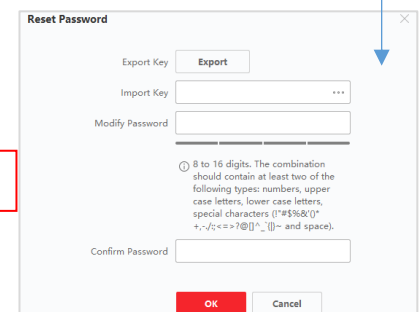 Reset Password
Export Key Export
Import Key ...
Modify Password
8 to 16 digits. The combination
should contain at least two of the
following types: numbers, upper
case letters, lower case letters,
special characters (!"#$%&'()*
+,-./:;<=>?@[]^_`{|}~ and space).
Confirm Password
OK Cancel